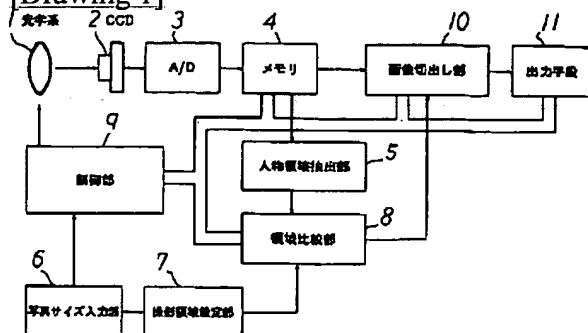 [Drawing 1]
1 光学系 2 CCD 3 4 10 11
A/D メモリ 画像切出し部 出力手段
9 5
制御部 人物領域抽出部
8
領域比較部
6 7
写真サイズ入力部 撮影領域設定部